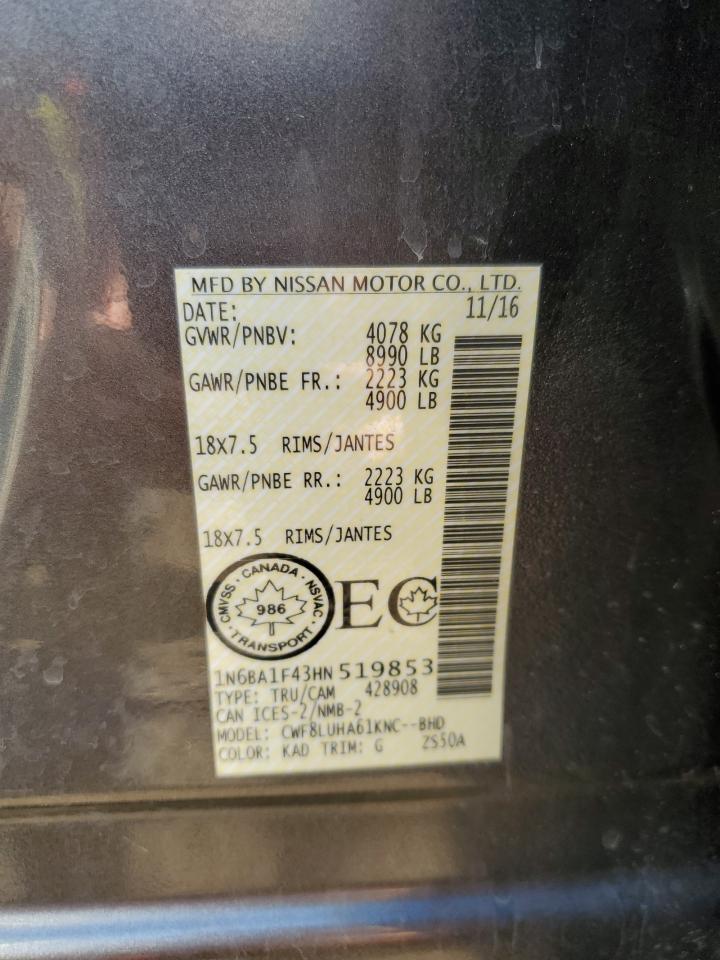 MFD BY NISSAN MOTOR CO., LTD.
DATE: 11/16
GVWR/PNBV: 4078 KG
8990 LB
GAWR/PNBE FR.: 2223 KG
4900 LB
18X7.5 RIMS/JANTES
GAWR/PNBE RR.: 2223 KG
4900 LB
18X7.5 RIMS/JANTES
CMVSS · CANADA · NSVAC · TRANSPORT ·
986
EC
1N6BA1F43HN519853
TYPE: TRU/CAM 428908
CAN ICES-2/NMB-2
MODEL: CWF8LUHA61KNC--BHD
COLOR: KAD TRIM: G ZS50A